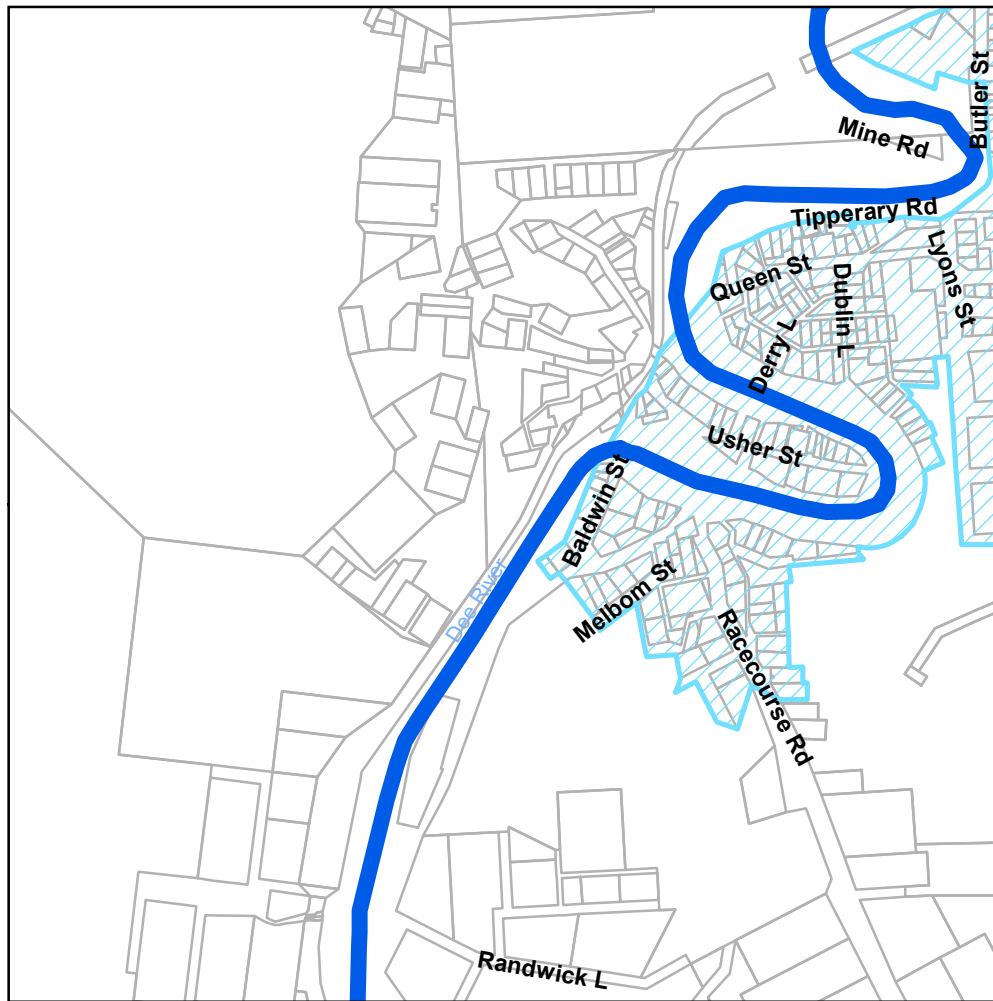 Butler St
Mine Rd
Tipperary Rd
Lyons St
Queen St
Dublin L
Derry L
Usher St
Baldwin St
Dee River
Melbom St
Racecourse Rd
Randwick L